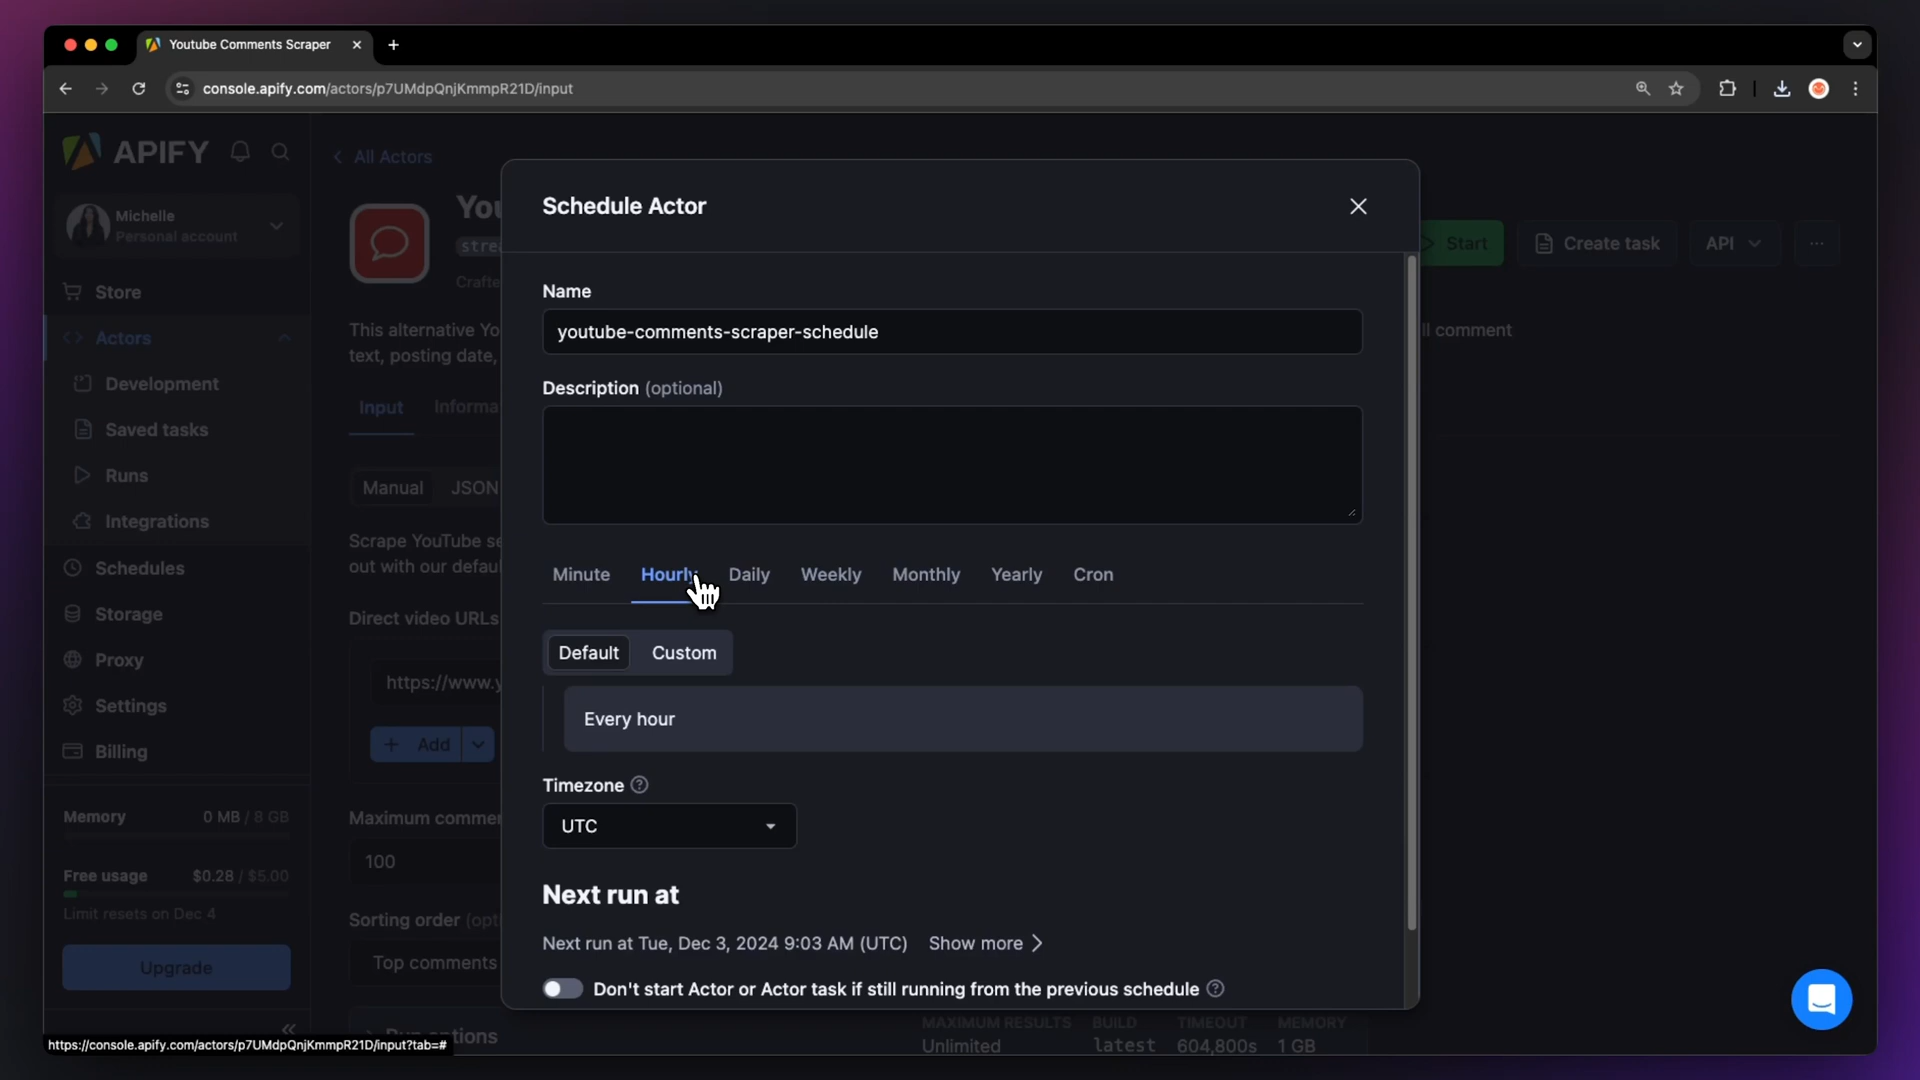 Youtube Comments Scraper
console.apify.com/actors/p7UMdpQnjKmmpR21D/input
APIFY
Michelle
Personal account
Store
Actors
Development
Saved tasks
Runs
Integrations
Schedules
Storage
Proxy
Settings
Billing
Memory 0 MB / 8 GB
Free usage $0.28 / $5.00
Limit resets on Dec 4
Upgrade
https://console.apify.com/actors/p7UMdpQnjKmmpR21D/input?tab=#
All Actors
Start
Create task
API
This alternative
text, posting date,
comment
Input
Manual JSON
Scrape YouTube
out with our
Direct video URLs
https://www.y
Add
Maximum
100
Sorting order
Top comments
Schedule Actor
Name
youtube-comments-scraper-schedule
Description (optional)
Minute Hourly Daily Weekly Monthly Yearly Cron
Default Custom
Every hour
Timezone
UTC
Next run at
Next run at Tue, Dec 3, 2024 9:03 AM (UTC) Show more
Don't start Actor or Actor task if still running from the previous schedule
MAXIMUM RESULTS BUILD TIMEOUT MEMORY
Unlimited latest 604,800s 1 GB